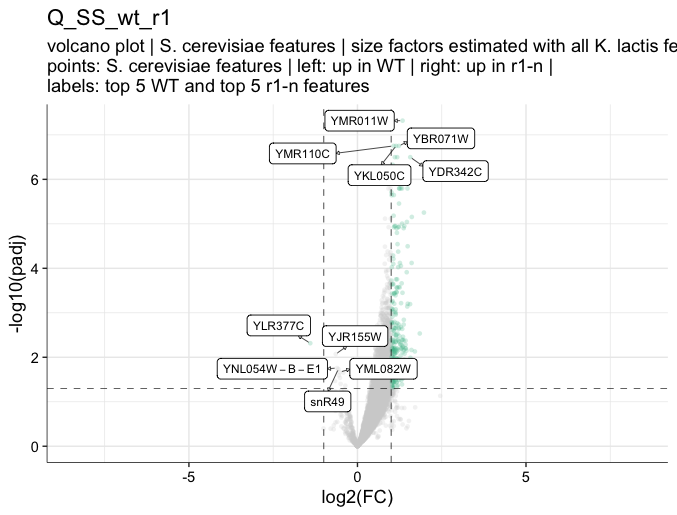 Q_SS_wt_r1
volcano plot | S. cerevisiae features | size factors estimated with all K. lactis fe
points: S. cerevisiae features | left: up in WT | right: up in r1-n |
labels: top 5 WT and top 5 r1-n features
YMR011W
YBR071W
YMR110C
YKL050C
YDR342C
6
4
YLR377C
YJR155W
2
YNL054W – B – E1
YML082W
snR49
0
-log10(padj)
-5
0
5
log2(FC)